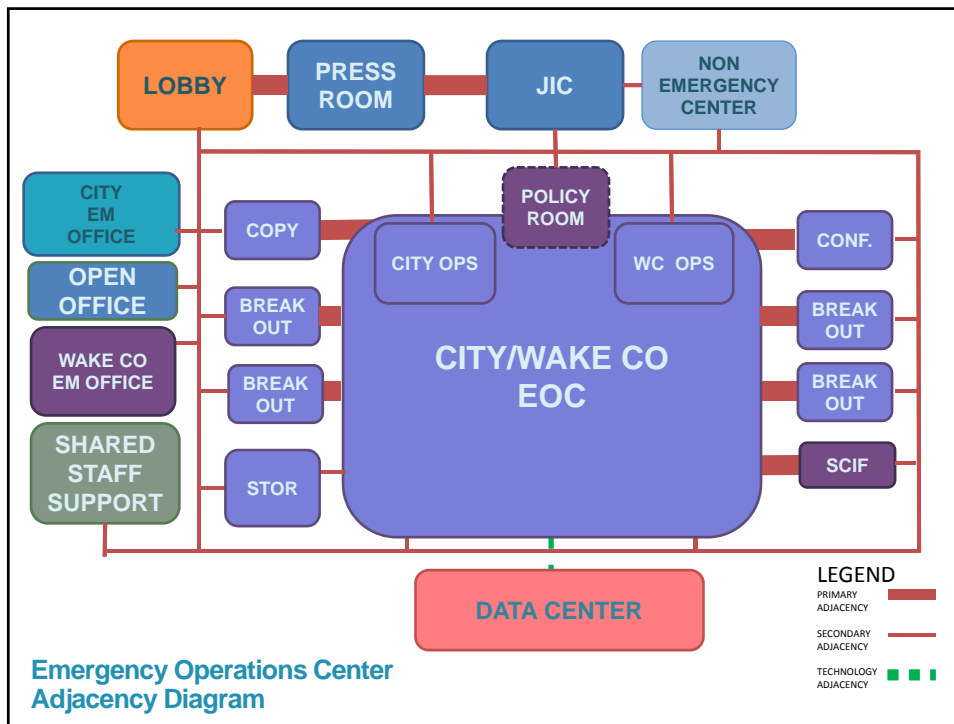 LOBBY
PRESS
ROOM
JIC
NON
EMERGENCY
CENTER
CITY
EM
OFFICE
OPEN
OFFICE
WAKE CO
EM OFFICE
SHARED
STAFF
SUPPORT
COPY
BREAK
OUT
BREAK
OUT
STOR
POLICY
ROOM
CITY OPS
WC OPS
CITY/WAKE CO
EOC
CONF.
BREAK
OUT
BREAK
OUT
SCIF
DATA CENTER
LEGEND
PRIMARY
ADJACENCY
SECONDARY
ADJACENCY
TECHNOLOGY
ADJACENCY
Emergency Operations Center
Adjacency Diagram